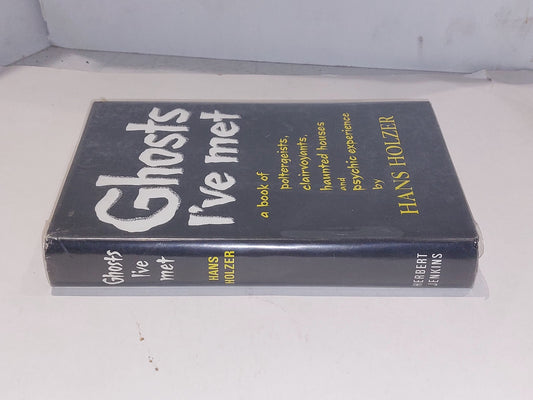 Ghosts
I've met
a book of
poltergeists,
clairvoyants,
haunted houses
and
psychic experience
by
HANS HOLZER
Ghosts
I've
met
HANS
HOLZER
HERBERT
JENKINS